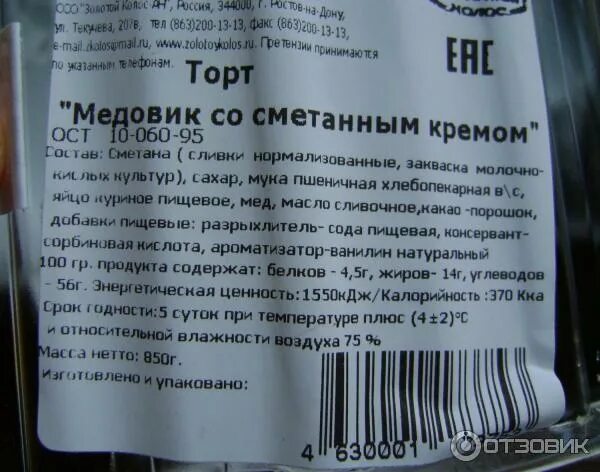 ООО "Золотой Колос-АН", Россия, 344000, г. Ростов-на-Дону,
КОЛОС
ул. Текучева, 207в, тел (863)200-13-13, факс (863)200-13-13,
e-mail.zkolos@mail.ru, www.zolotoykolos.ru. Претензии принимаются
по указанным телефонам.
EAC
Торт
"Медовик со сметанным кремом"
ОСТ 10-060-95
Состав: Сметана ( сливки нормализованные, закваска молочно-
кислых культур), сахар, мука пшеничная хлебопекарная в\с,
яйцо куриное пищевое, мед, масло сливочное,какао -порошок,
добавки пищевые: разрыхлитель- сода пищевая, консервант-
сорбиновая кислота, ароматизатор-ванилин натуральный
100 гр. продукта содержат: белков - 4,5г, жиров- 14г, углеводов
- 56г. Энергетическая ценность:1550кДж/Калорийность :370 Кка
Срок годности:5 суток при температуре плюс (4±2)°С
и относительной влажности воздуха 75 %
Масса нетто: 850г.
Изготовлено и упаковано:
4 630001
ОТЗОВИК